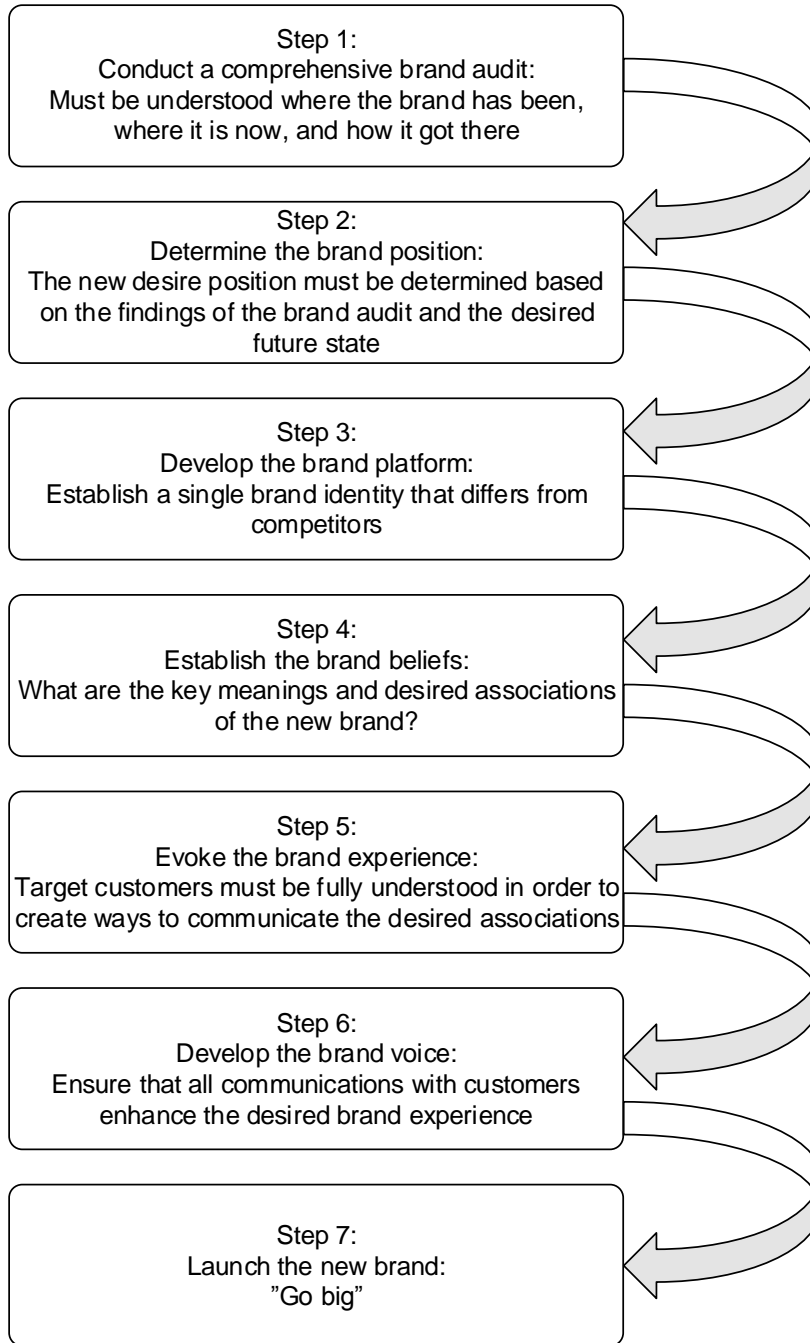 Step 1:
Conduct a comprehensive brand audit:
Must be understood where the brand has been,
where it is now, and how it got there
Step 2:
Determine the brand position:
The new desire position must be determined based
on the findings of the brand audit and the desired
future state
Step 3:
Develop the brand platform:
Establish a single brand identity that differs from
competitors
Step 4:
Establish the brand beliefs:
What are the key meanings and desired associations
of the new brand?
Step 5:
Evoke the brand experience:
Target customers must be fully understood in order to
create ways to communicate the desired associations
Step 6:
Develop the brand voice:
Ensure that all communications with customers
enhance the desired brand experience
Step 7:
Launch the new brand:
”Go big”